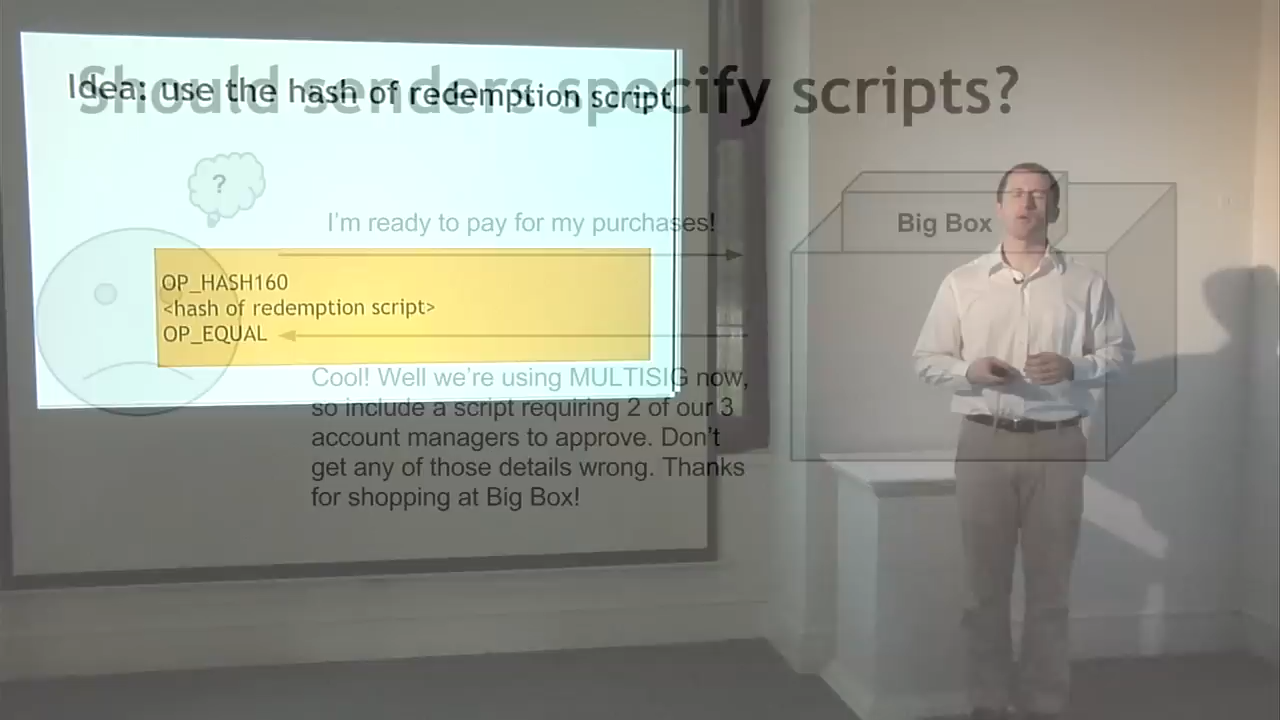 Should senders specify scripts?
Idea: use the hash of redemption script
?
I'm ready to pay for my purchases!
Big Box
OP_HASH160
<hash of redemption script>
OP_EQUAL
Cool! Well we're using MULTISIG now,
so include a script requiring 2 of our 3
account managers to approve. Don't
get any of those details wrong. Thanks
for shopping at Big Box!